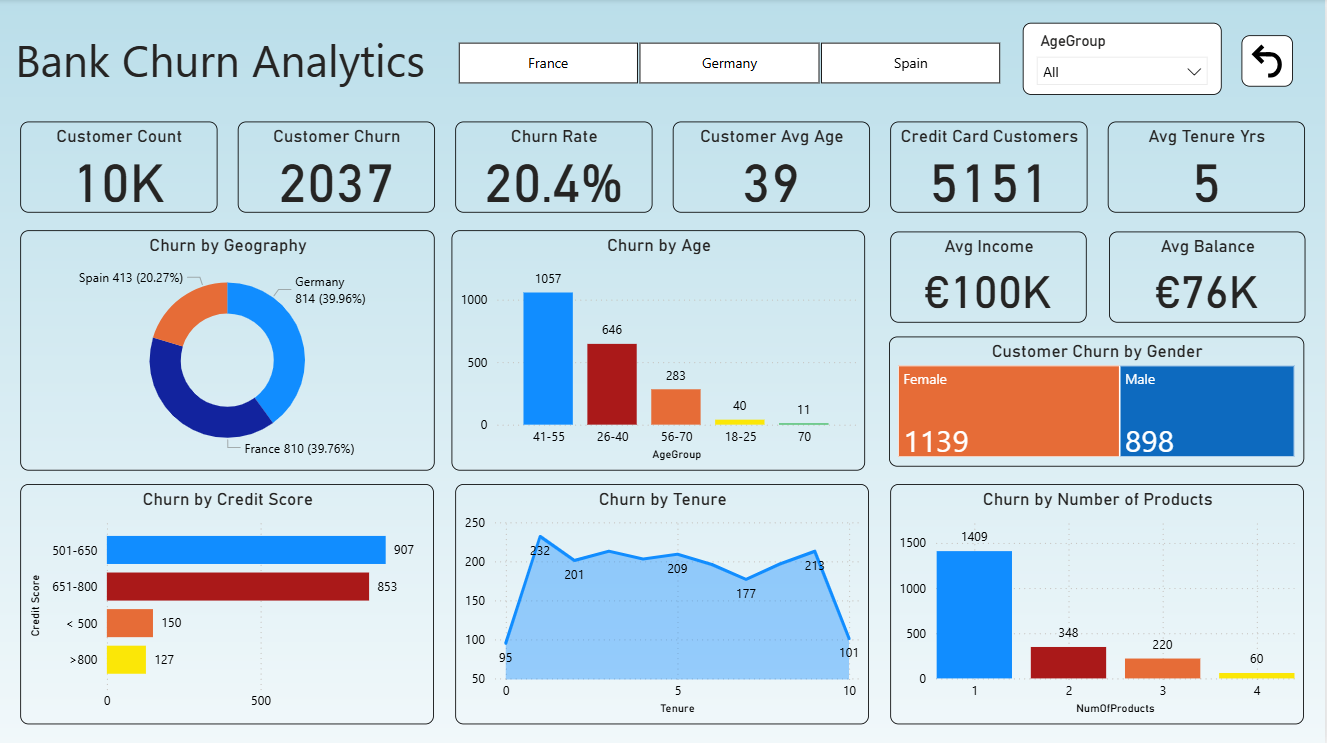 Bank Churn Analytics
France
Germany
Spain
AgeGroup
All
Customer Count
10K
Customer Churn
2037
Churn Rate
20.4%
Customer Avg Age
39
Credit Card Customers
5151
Avg Tenure Yrs
5
Churn by Geography
Spain 413 (20.27%)
Germany
814 (39.96%)
France 810 (39.76%)
Churn by Age
1000
500
0
1057
646
283
40
11
41-55
26-40
56-70
18-25
70
AgeGroup
Avg Income
€100K
Avg Balance
€76K
Customer Churn by Gender
Female
1139
Male
898
Churn by Credit Score
Credit Score
501-650
907
651-800
853
< 500
150
>800
127
0
500
Churn by Tenure
250
200
150
100
50
95
232
201
209
177
213
101
0
5
10
Tenure
Churn by Number of Products
1500
1000
500
0
1409
348
220
60
1
2
3
4
NumOfProducts